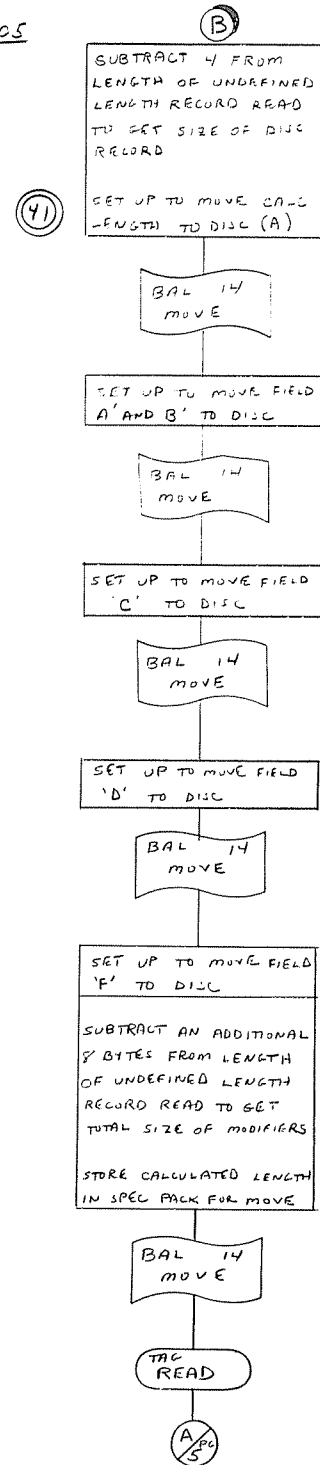 05
B
SUBTRACT 4 FROM
LENGTH OF UNDEFINED
LENGTH RECORD READ
TO GET SIZE OF DISC
RECORD
SET UP TO MOVE CALC
LENGTH TO DISC (A)
41
BAL 14
MOVE
SET UP TO MOVE FIELD
A' AND B' TO DISC
BAL 14
MOVE
SET UP TO MOVE FIELD
'C' TO DISC
BAL 14
MOVE
SET UP TO MOVE FIELD
'D' TO DISC
BAL 14
MOVE
SET UP TO MOVE FIELD
'F' TO DISC
SUBTRACT AN ADDITIONAL
8 BYTES FROM LENGTH
OF UNDEFINED LENGTH
RECORD READ TO GET
TOTAL SIZE OF MODIFIERS
STORE CALCULATED LENGTH
IN SPEC PACK FOR MOVE
BAL 14
MOVE
TAG
READ
A/PG
5